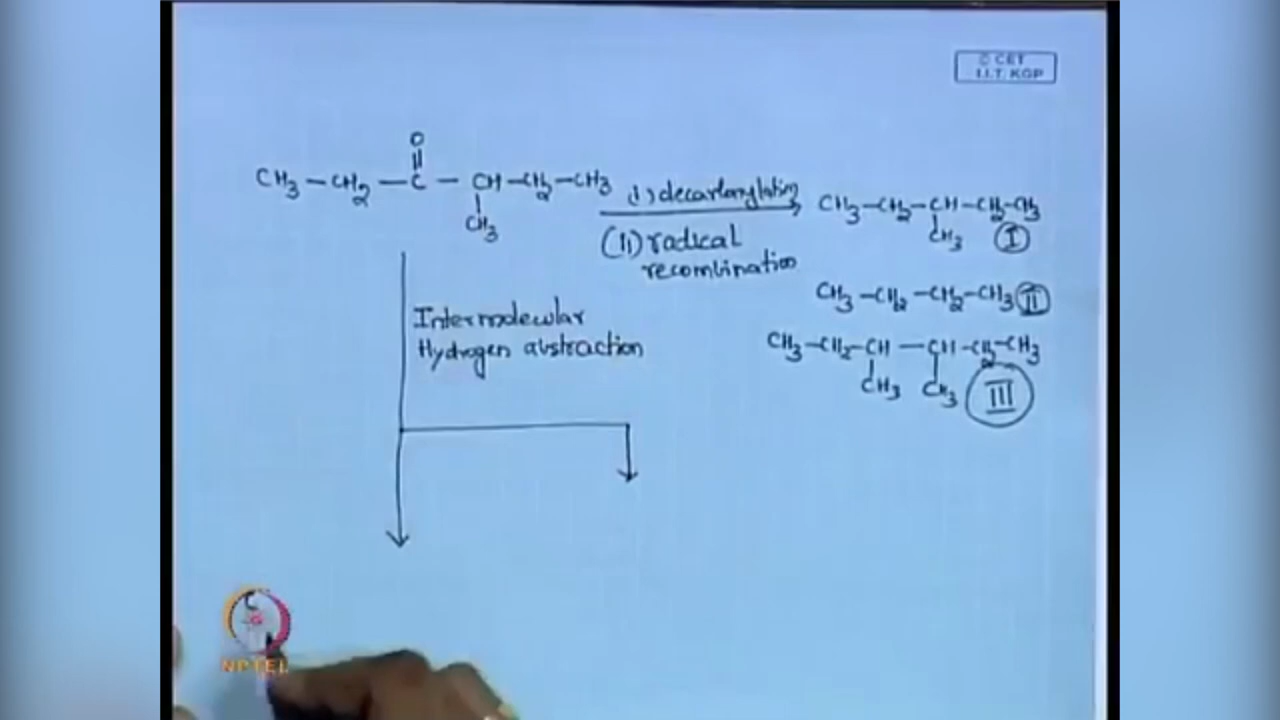 © CET
I.I.T. KGP
O
CH3 – CH2 – C – CH – CH2 – CH3
CH3
(i) decarbonylation
(ii) radical
recombination
CH3 – CH2 – CH – CH2 – CH3
CH3 I
CH3 – CH2 – CH2 – CH3 II
CH3 – CH2 – CH – CH – CH2 – CH3
CH3 CH3 III
Intermolecular
Hydrogen abstraction
NPTEL